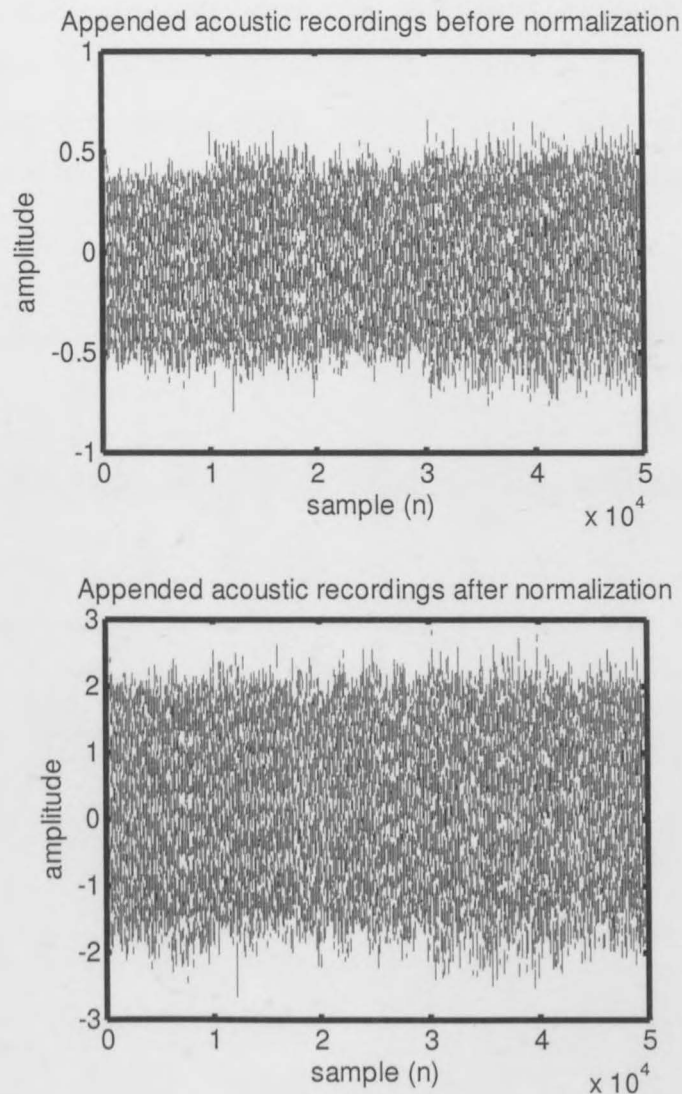 Appended acoustic recordings before normalization
1
0.5
0
-0.5
-1
amplitude
0 1 2 3 4 5
sample (n)
x 10^4
Appended acoustic recordings after normalization
3
2
1
0
-1
-2
-3
amplitude
0 1 2 3 4 5
sample (n)
x 10^4